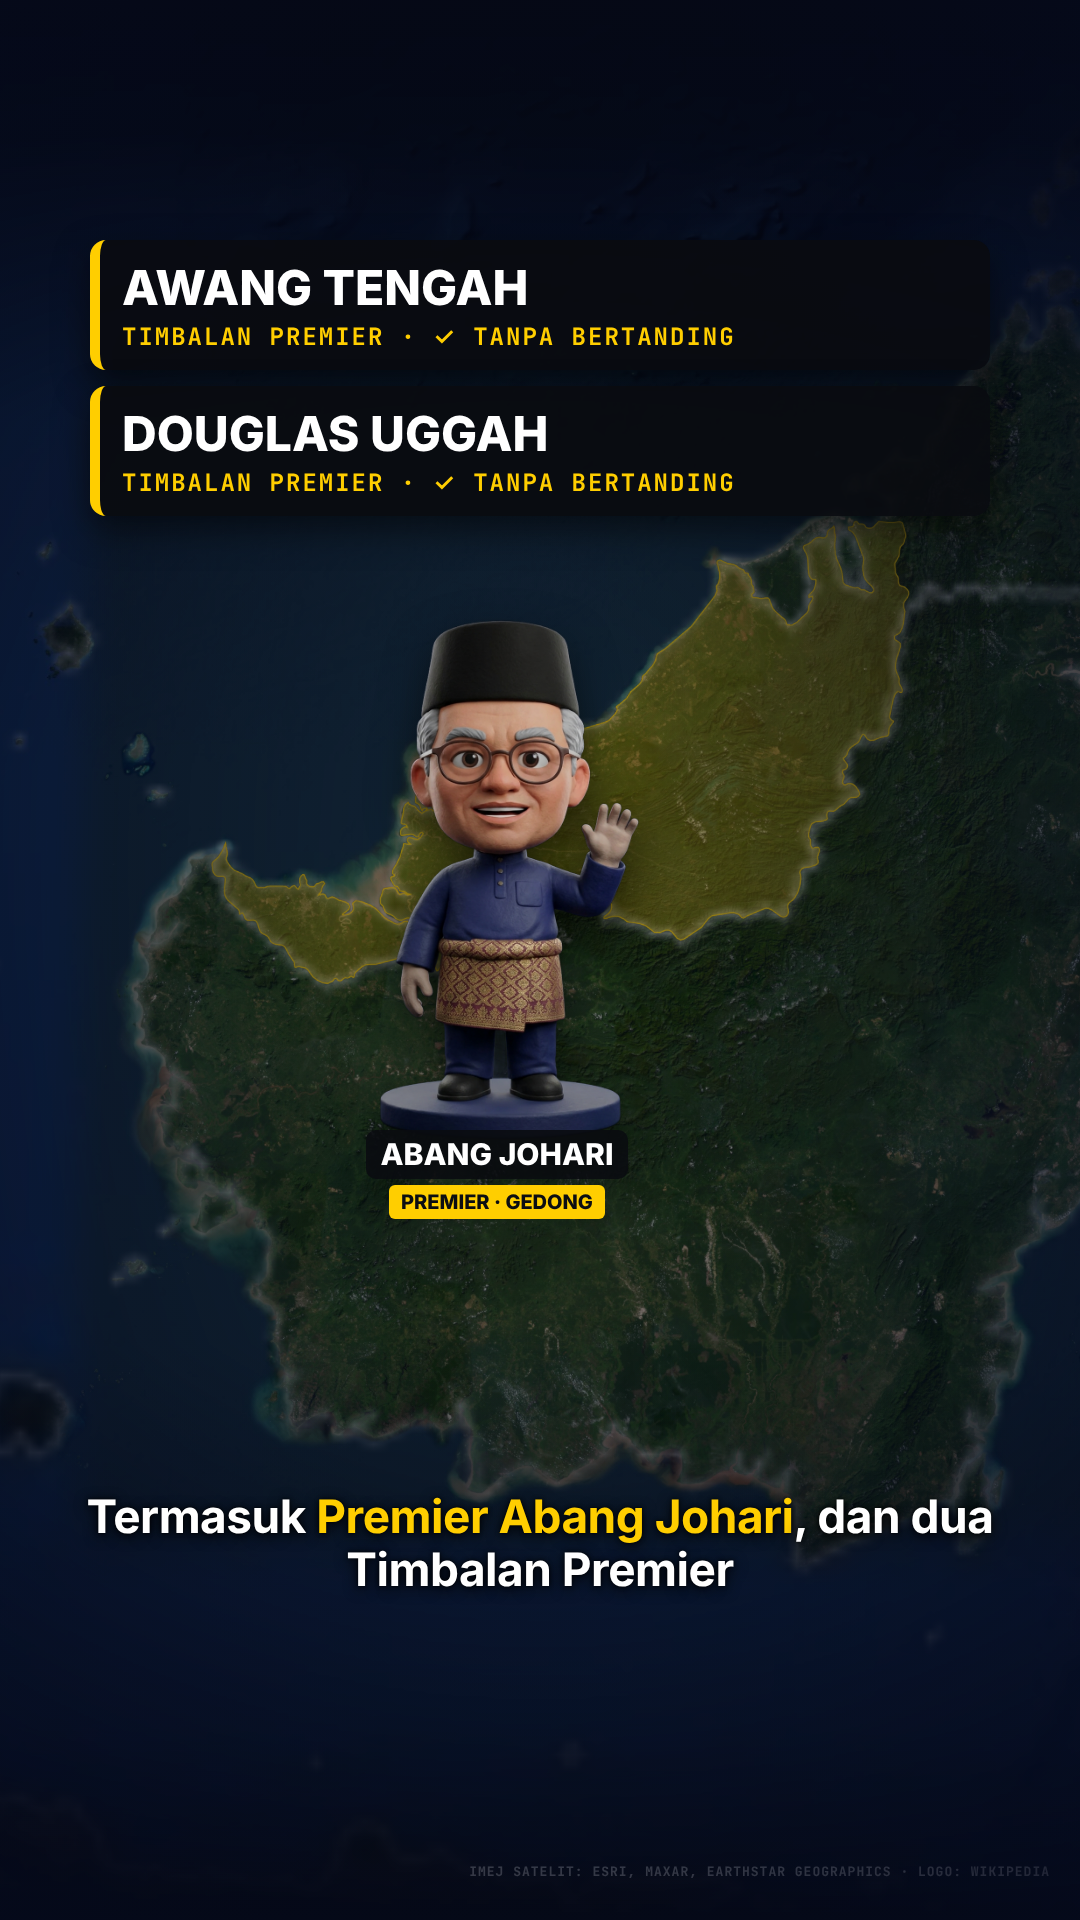 AWANG TENGAH
TIMBALAN PREMIER · ✓ TANPA BERTANDING
DOUGLAS UGGAH
TIMBALAN PREMIER · ✓ TANPA BERTANDING
ABANG JOHARI
PREMIER · GEDONG
Termasuk Premier Abang Johari, dan dua
Timbalan Premier
IMEJ SATELIT: ESRI, MAXAR, EARTHSTAR GEOGRAPHICS · LOGO: WIKIPEDIA